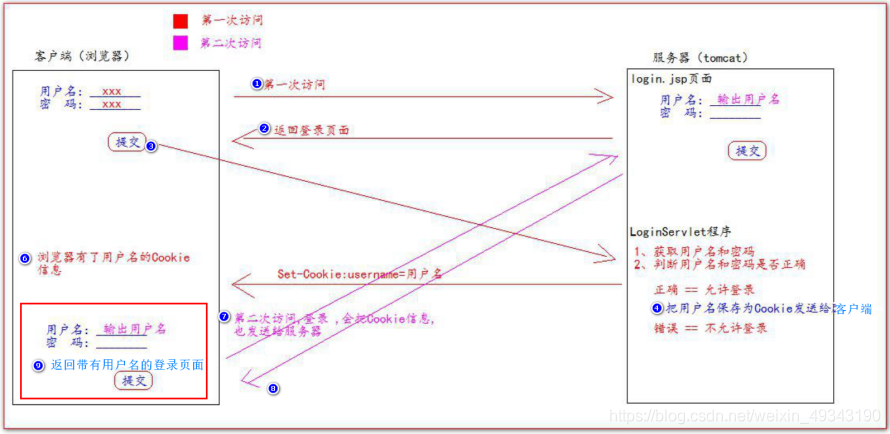 第一次访问
第二次访问
客户端（浏览器）
服务器（tomcat）
用户名: xxx
密 码: xxx
提交
①第一次访问
②返回登录页面
③
login.jsp页面
用户名: 输出用户名
密 码:
提交
LoginServlet程序
1、获取用户名和密码
2、判断用户名和密码是否正确
正确 == 允许登录
④把用户名保存为Cookie发送给客户端
错误 == 不允许登录
Set-Cookie:username=用户名
⑥浏览器有了用户名的Cookie
信息
⑦第二次访问,登录 ,会把Cookie信息,
也发送给服务器
⑧
用户名: 输出用户名
密 码:
⑨返回带有用户名的登录页面
提交
https://blog.csdn.net/weixin_49343190